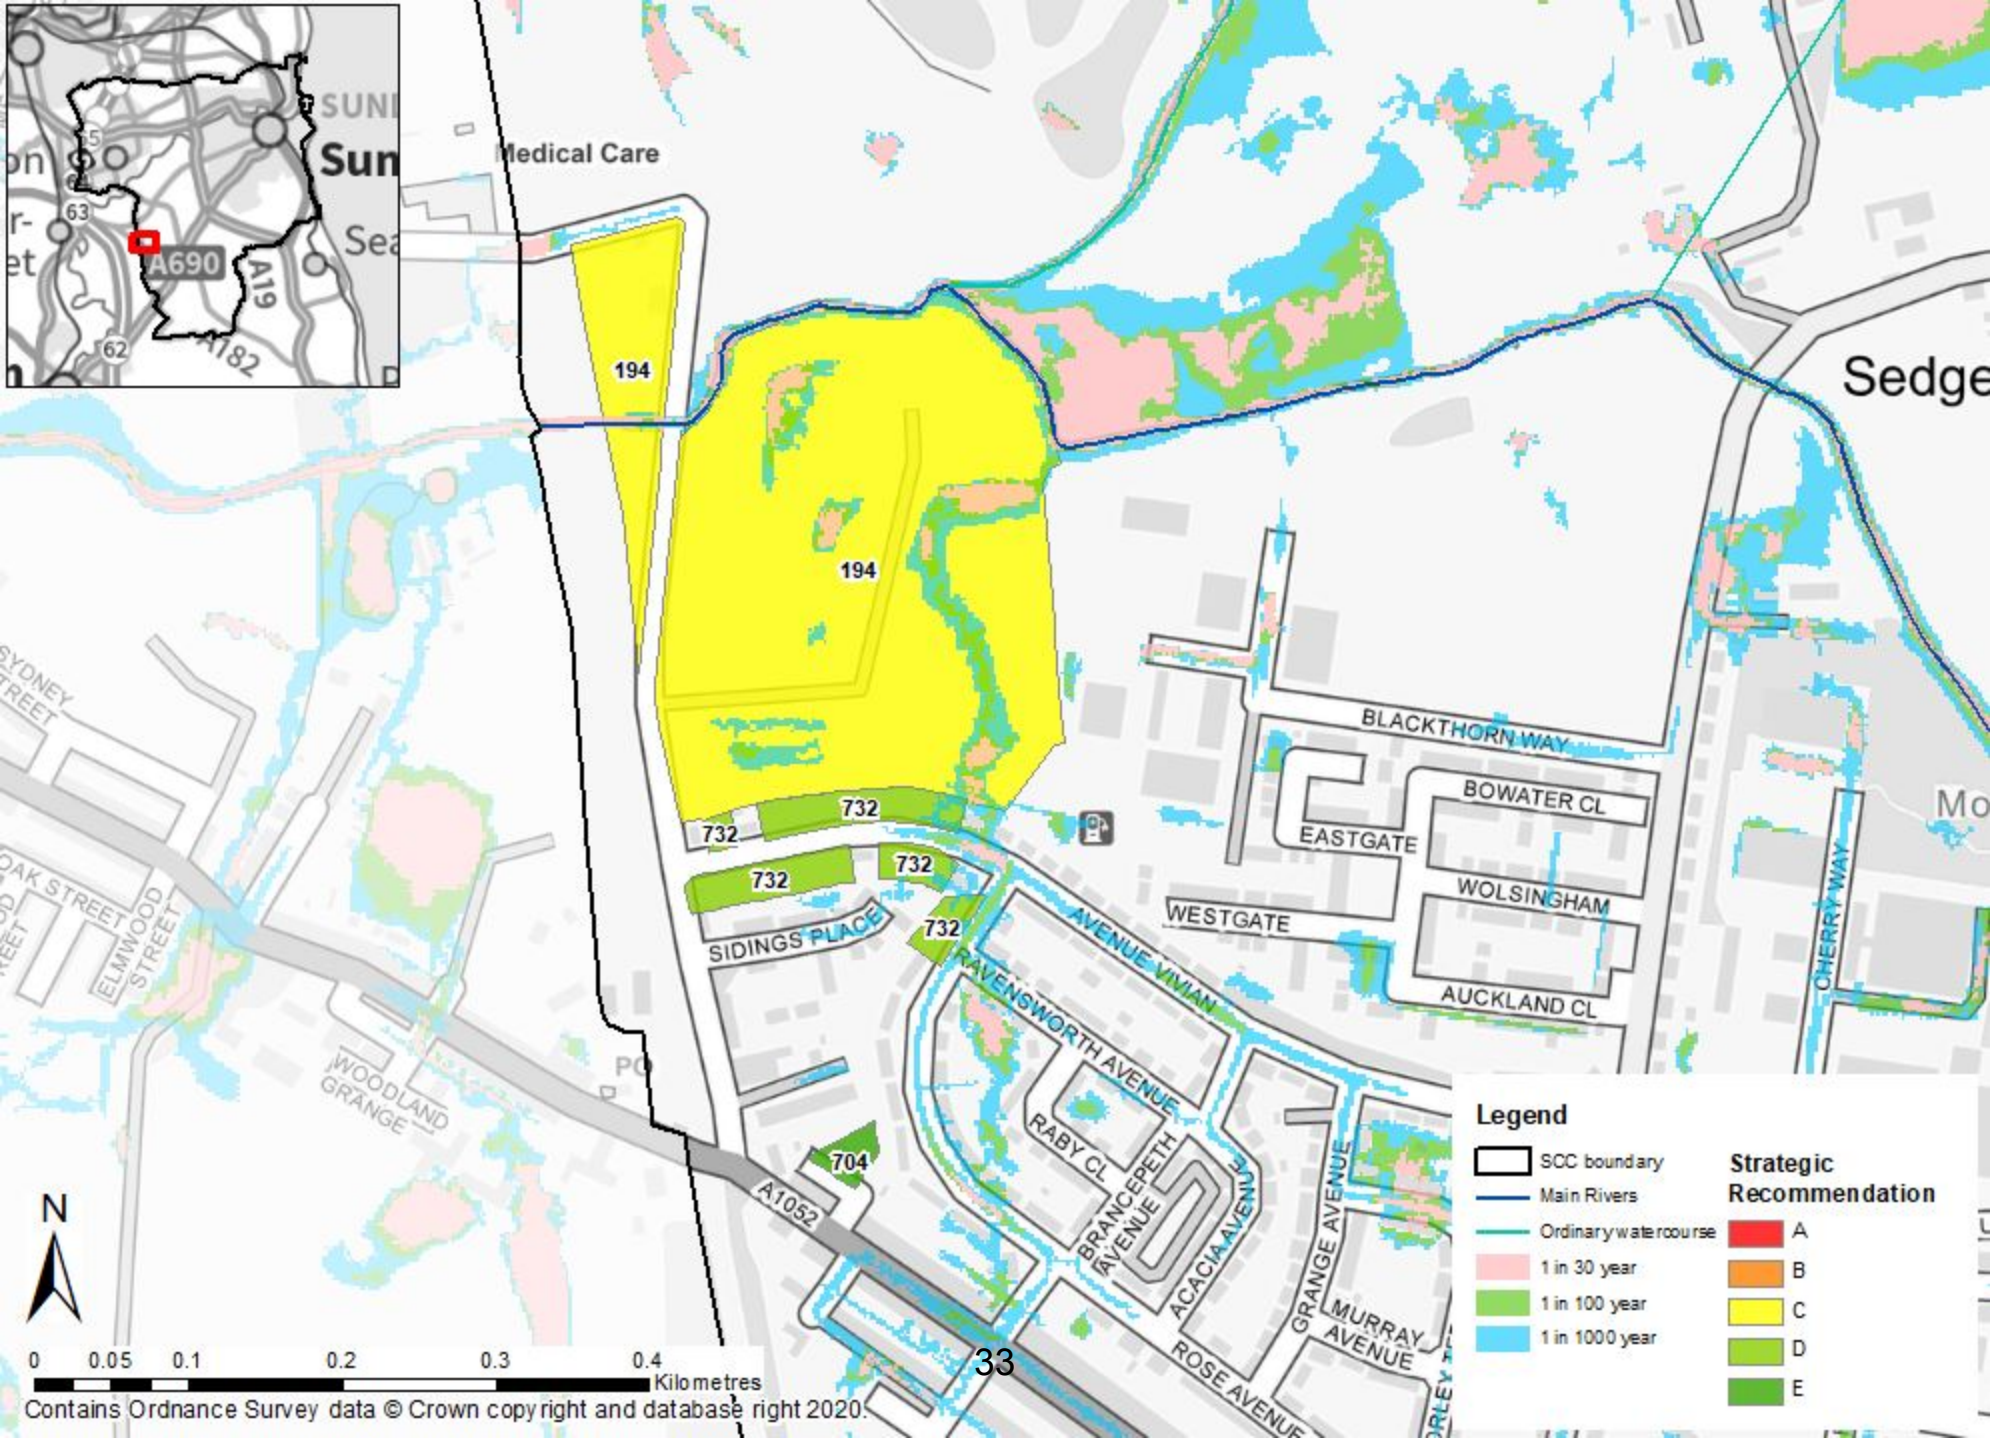 SUN
Sun
on
65
64
63
r-
et
Sea
A690
A19
62
A182
Medical Care
194
194
Sedge
732
732
732
732
732
704
SYDNEY
STREET
OAK STREET
ELMWOOD
STREET
WOODLAND
GRANGE
PO
A1052
SIDINGS PLACE
AVENUE VIVIAN
RAVENSWORTH AVENUE
RABY CL
BRANCEPETH
AVENUE
ACACIA AVENUE
GRANGE AVENUE
MURRAY
AVENUE
ROSE AVENUE
BLACKTHORN WAY
BOWATER CL
EASTGATE
WOLSINGHAM
WESTGATE
AUCKLAND CL
CHERRY WAY
Mo
33
N
0 0.05 0.1 0.2 0.3 0.4
Kilometres
Contains Ordnance Survey data © Crown copyright and database right 2020.
Legend
SCC boundary
Main Rivers
Ordinary watercourse
1 in 30 year
1 in 100 year
1 in 1000 year
Strategic
Recommendation
A
B
C
D
E